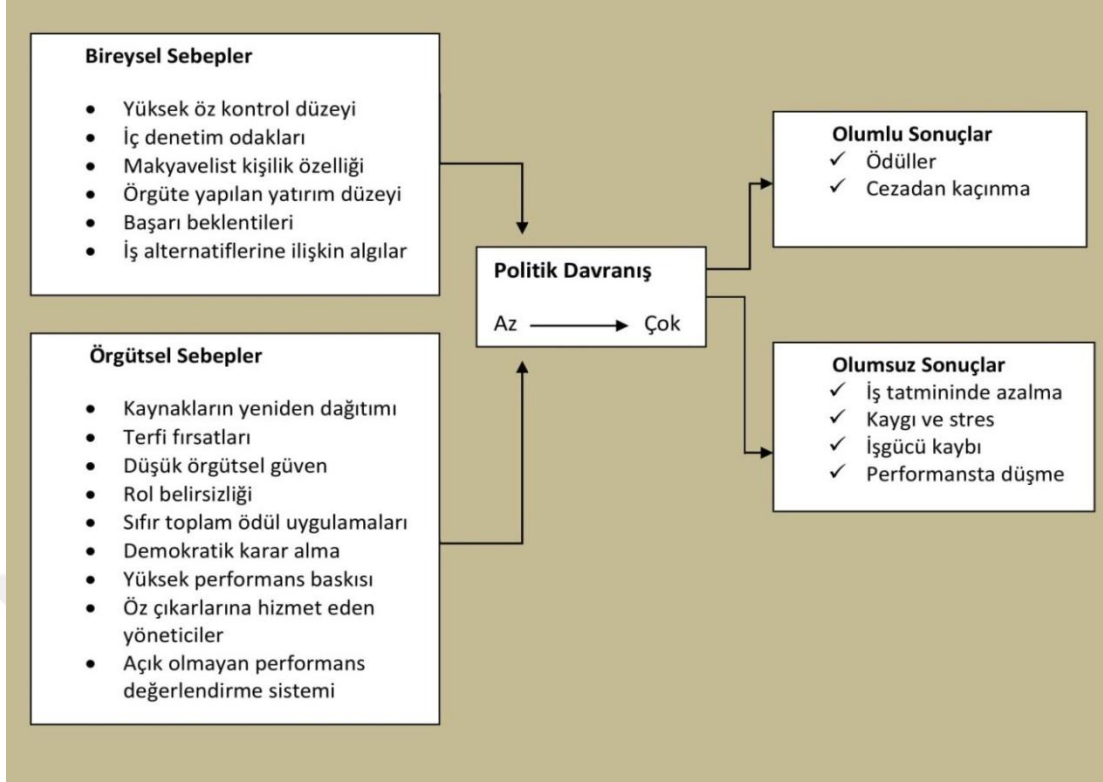 Bireysel Sebepler
• Yüksek öz kontrol düzeyi
• İç denetim odakları
• Makyavelist kişilik özelliği
• Örgüte yapılan yatırım düzeyi
• Başarı beklentileri
• İş alternatiflerine ilişkin algılar
Örgütsel Sebepler
• Kaynakların yeniden dağıtımı
• Terfi fırsatları
• Düşük örgütsel güven
• Rol belirsizliği
• Sıfır toplam ödül uygulamaları
• Demokratik karar alma
• Yüksek performans baskısı
• Öz çıkarlarına hizmet eden
yöneticiler
• Açık olmayan performans
değerlendirme sistemi
Politik Davranış
Az → Çok
Olumlu Sonuçlar
✓ Ödüller
✓ Cezadan kaçınma
Olumsuz Sonuçlar
✓ İş tatmininde azalma
✓ Kaygı ve stres
✓ İşgücü kaybı
✓ Performansta düşme